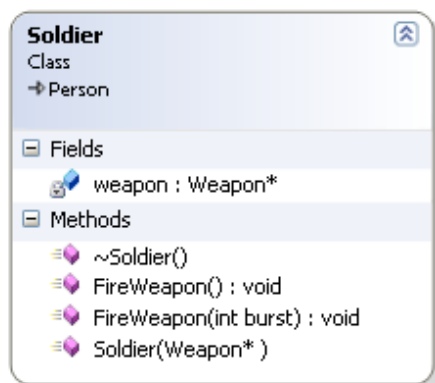 Soldier
Class
Person
Fields
weapon : Weapon*
Methods
~Soldier()
FireWeapon() : void
FireWeapon(int burst) : void
Soldier(Weapon* )